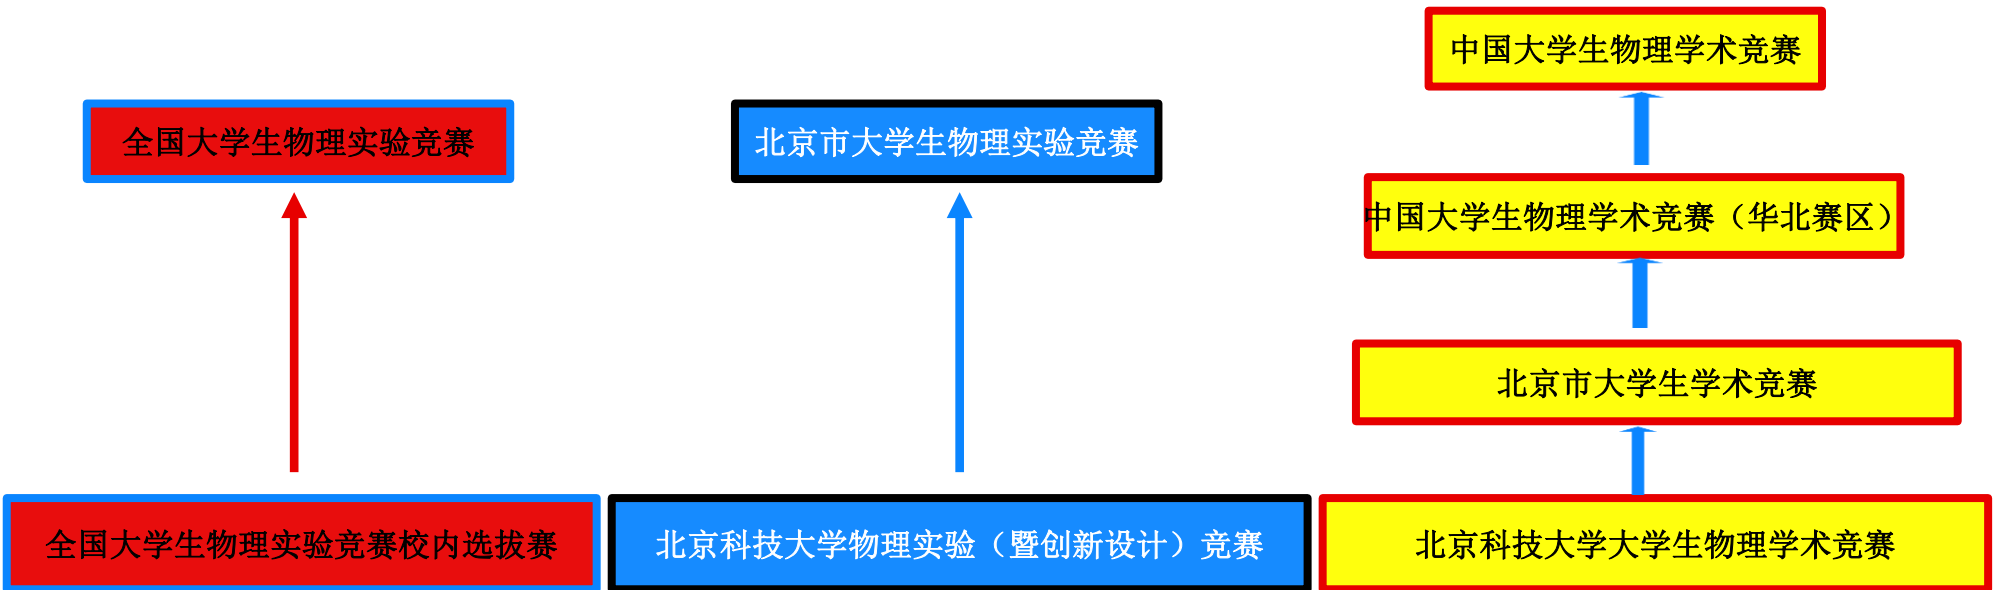 中国大学生物理学术竞赛
全国大学生物理实验竞赛
北京市大学生物理实验竞赛
中国大学生物理学术竞赛（华北赛区）
北京市大学生学术竞赛
全国大学生物理实验竞赛校内选拔赛
北京科技大学物理实验（暨创新设计）竞赛
北京科技大学大学生物理学术竞赛